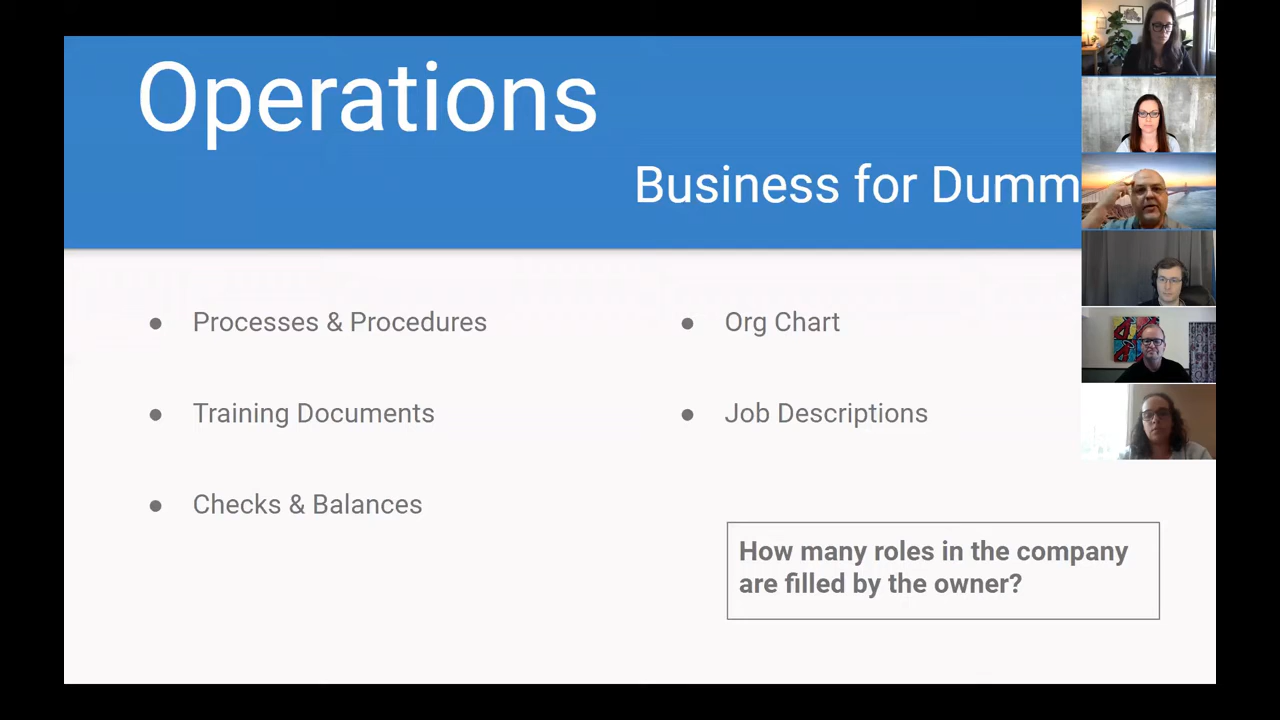 Operations
Business for Dumm
Processes & Procedures
Training Documents
Checks & Balances
Org Chart
Job Descriptions
How many roles in the company
are filled by the owner?